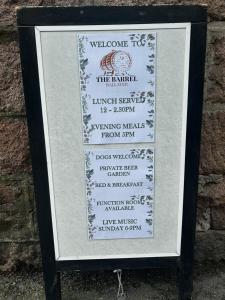 WELCOME TO
THE BARREL
LUNCH SERVED
12 - 2.30PM
EVENING MEALS
FROM 5PM
DOGS WELCOME
PRIVATE BEER
GARDEN
BED & BREAKFAST
FUNCTION ROOM
AVAILABLE
LIVE MUSIC
SUNDAY 6-9PM